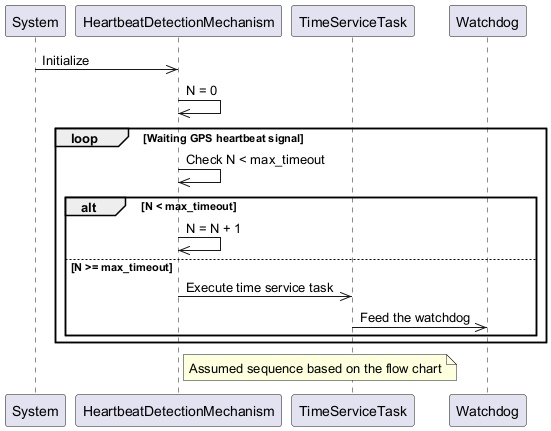 System HeartbeatDetectionMechanism TimeServiceTask Watchdog
Initialize
N = 0
loop [Waiting GPS heartbeat signal]
Check N < max_timeout
alt [N < max_timeout]
N = N + 1
[N >= max_timeout]
Execute time service task
Feed the watchdog
Assumed sequence based on the flow chart
System HeartbeatDetectionMechanism TimeServiceTask Watchdog